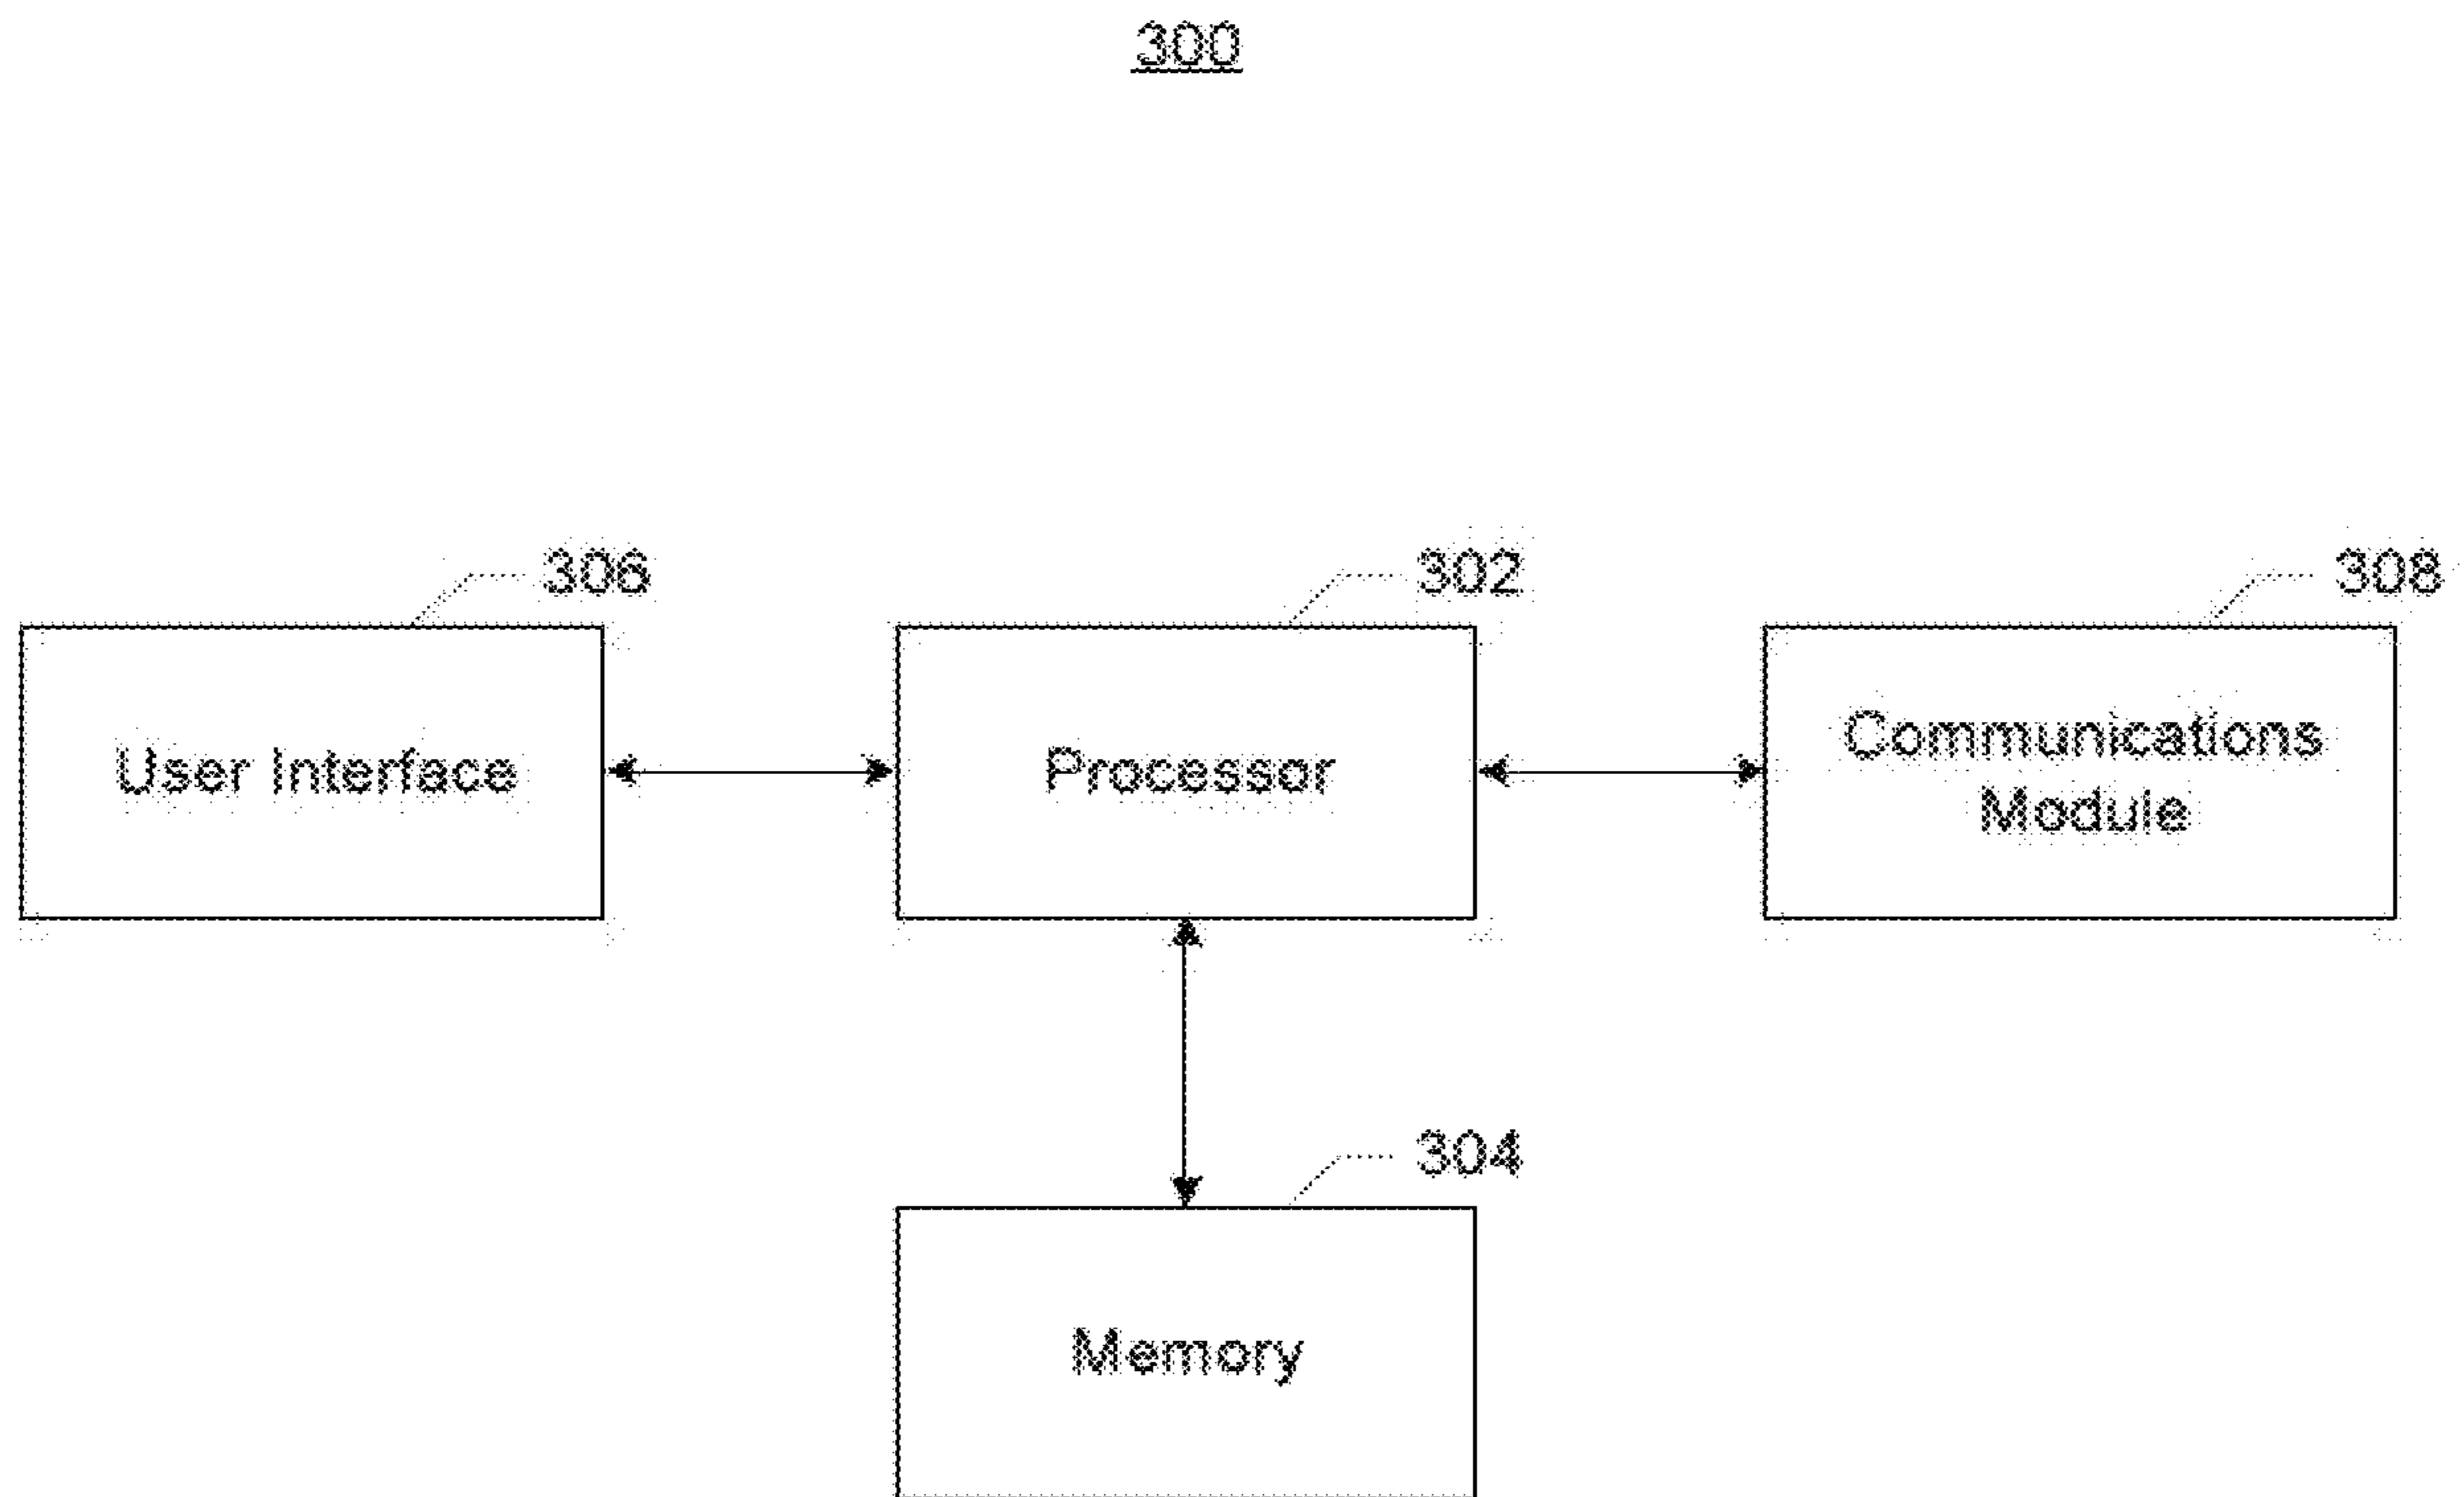 300
306
302
308
User Interface
Processor
Communications
Module
304
Memory